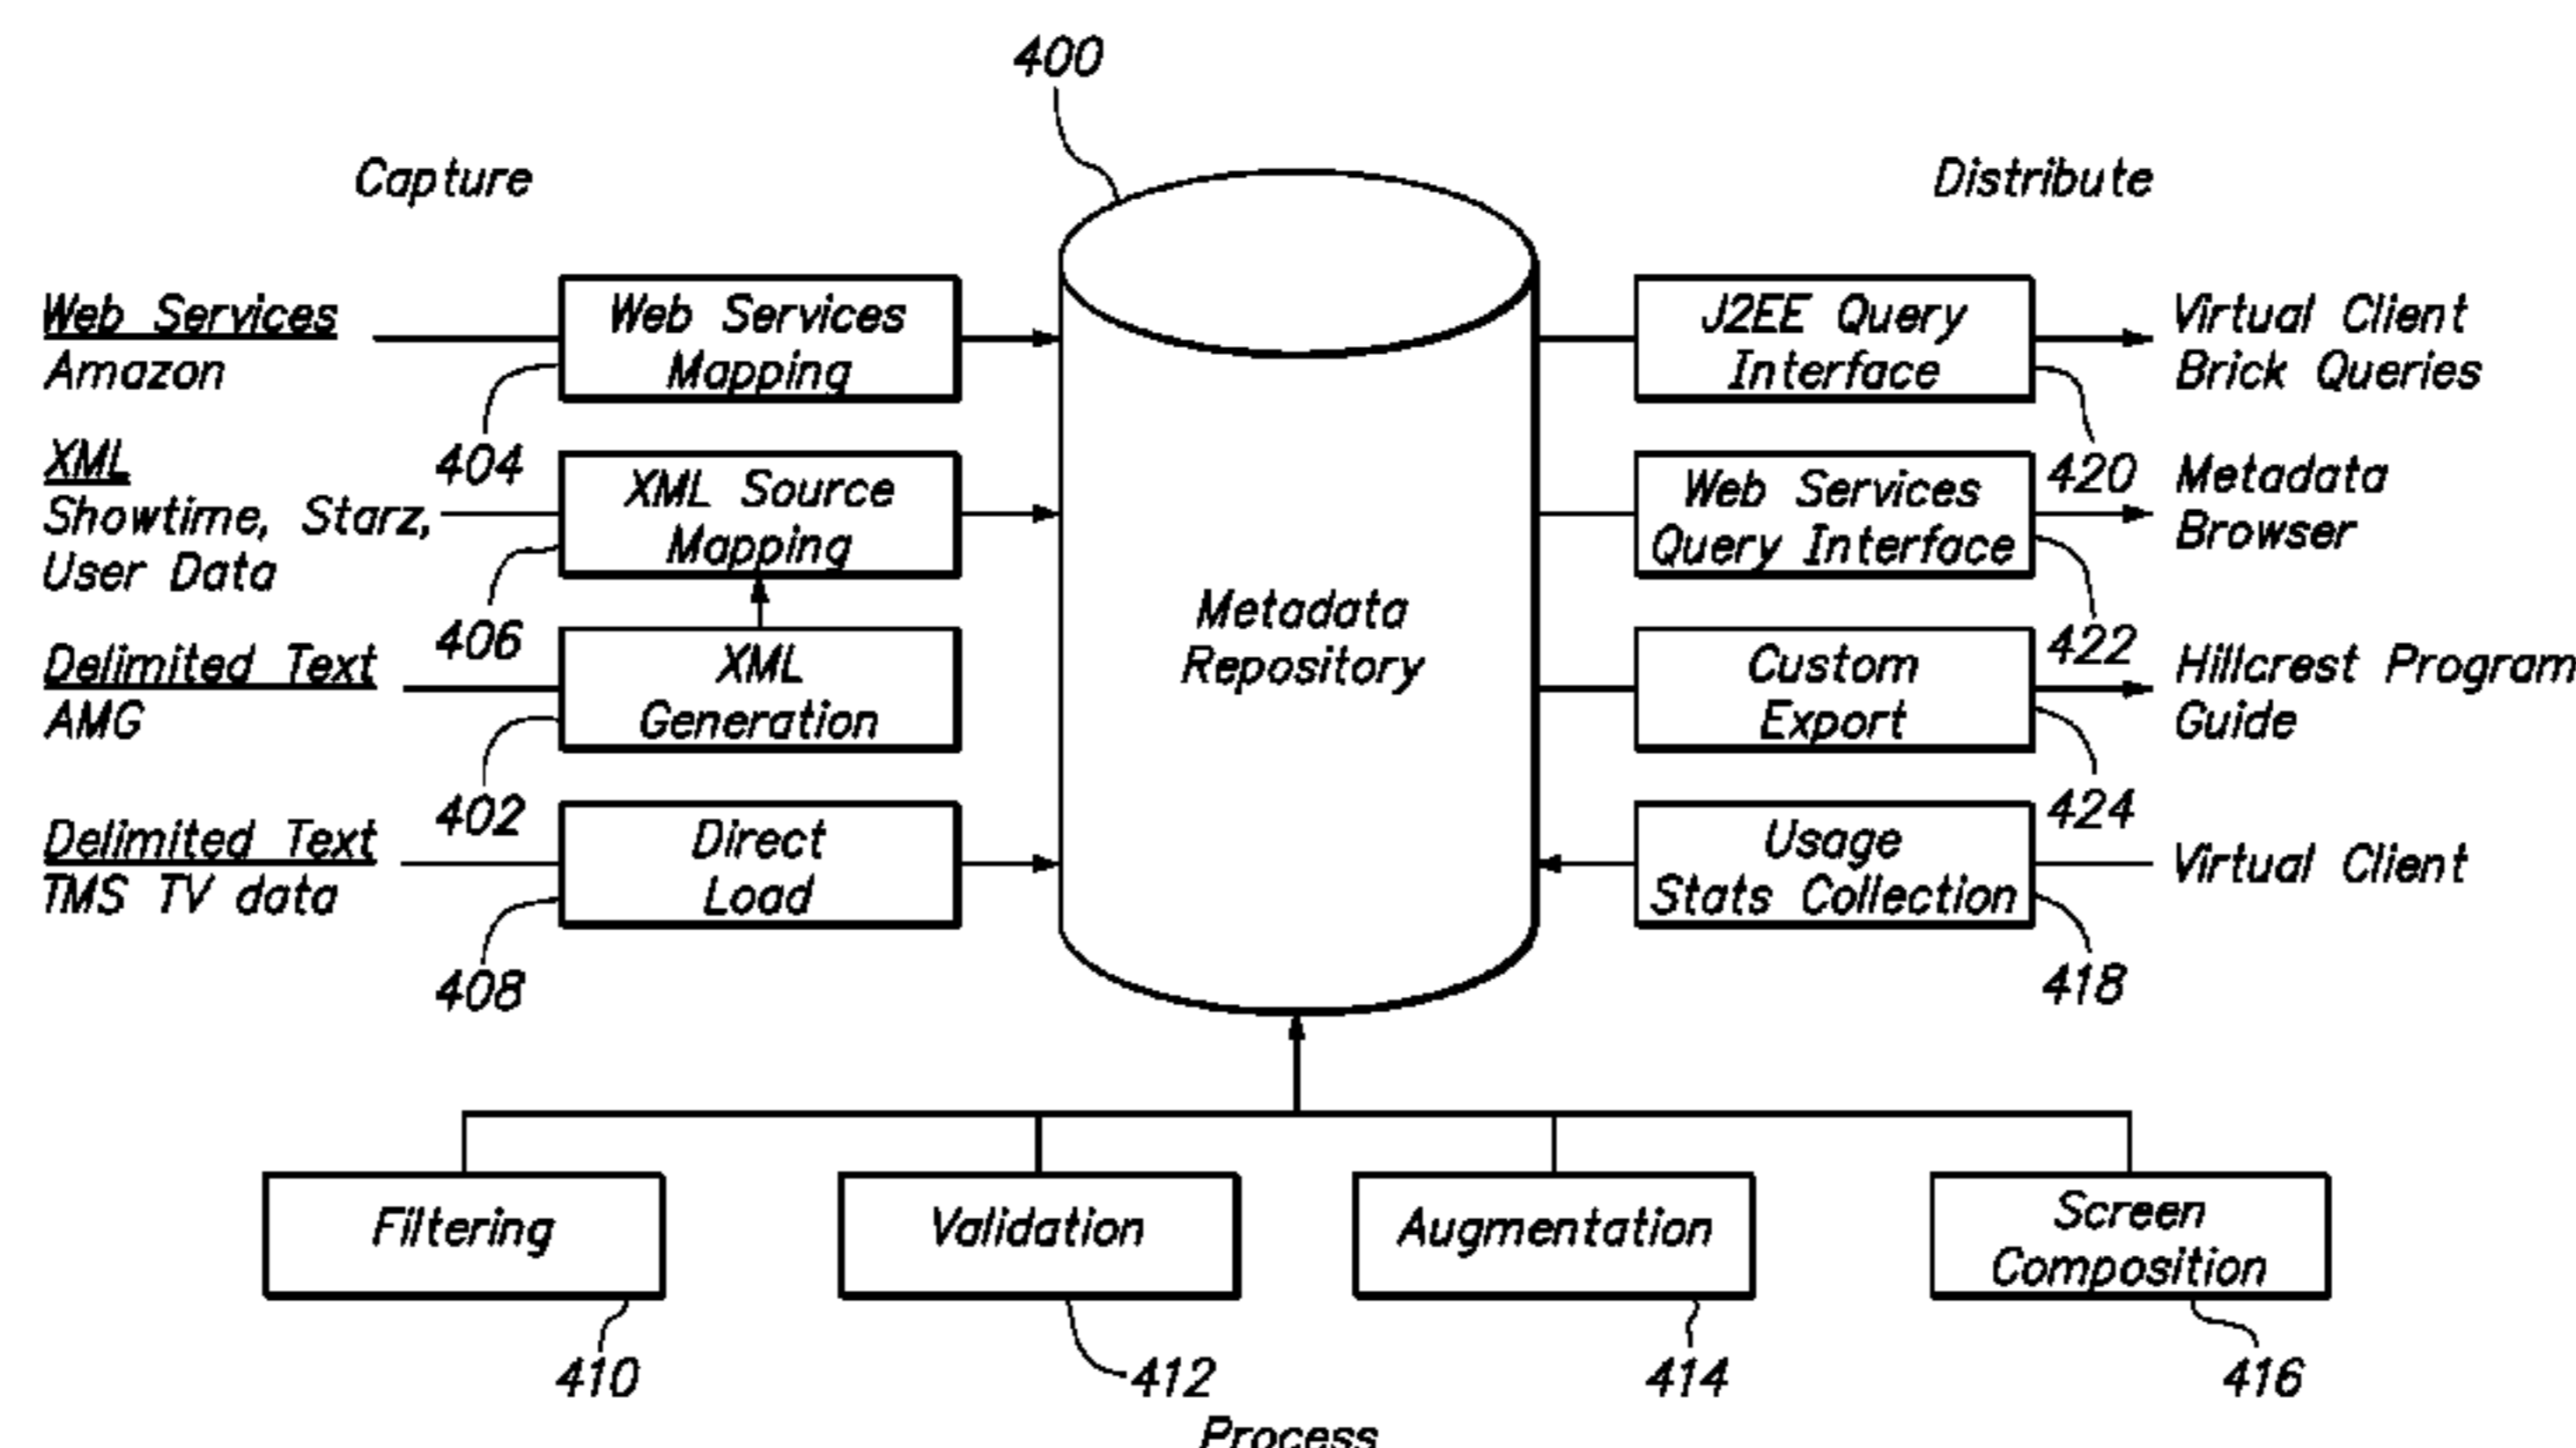 400
Capture
Distribute
Web Services
Amazon
Web Services
Mapping
J2EE Query
Interface
Virtual Client
Brick Queries
404
420
XML
Showtime, Starz,
User Data
XML Source
Mapping
Web Services
Query Interface
Metadata
Browser
406
422
Metadata
Repository
Delimited Text
AMG
XML
Generation
Custom
Export
Hillcrest Program
Guide
402
424
Delimited Text
TMS TV data
Direct
Load
Usage
Stats Collection
Virtual Client
408
418
Filtering
Validation
Augmentation
Screen
Composition
410
412
414
416
Process